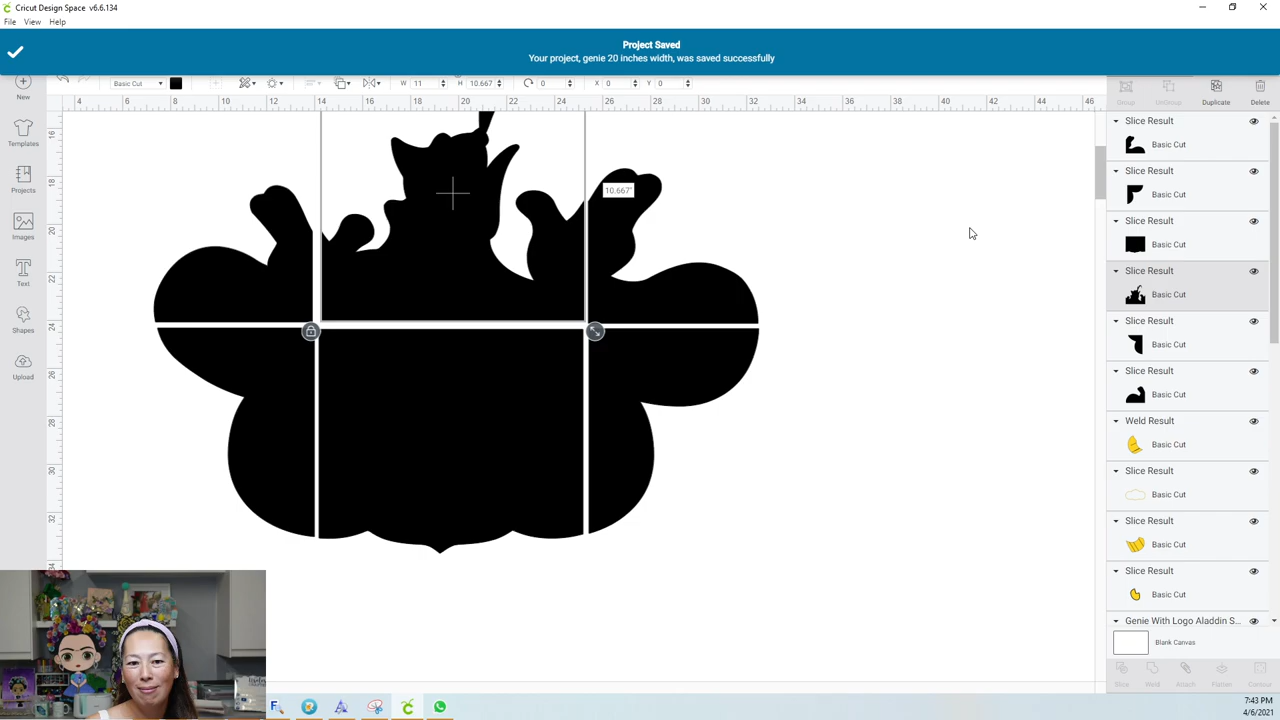 Cricut Design Space v6.6.134
File View Help
Project Saved
Your project, genie 20 inches width, was saved successfully
New
Basic Cut
W 11
H 10.667
0
X 0
Y 0
Group
UnGroup
Duplicate
Delete
4 6 8 10 12 14 16 18 20 22 24 26 28 30 32 34 36 38 40 42 44 46
16
18
20
22
24
26
28
30
32
34
Templates
Projects
Images
Text
Shapes
Upload
10.667"
Slice Result
Basic Cut
Slice Result
Basic Cut
Slice Result
Basic Cut
Slice Result
Basic Cut
Slice Result
Basic Cut
Slice Result
Basic Cut
Weld Result
Basic Cut
Slice Result
Basic Cut
Slice Result
Basic Cut
Slice Result
Basic Cut
Genie With Logo Aladdin S...
Blank Canvas
Slice
Weld
Attach
Flatten
Contour
7:43 PM
4/6/2021